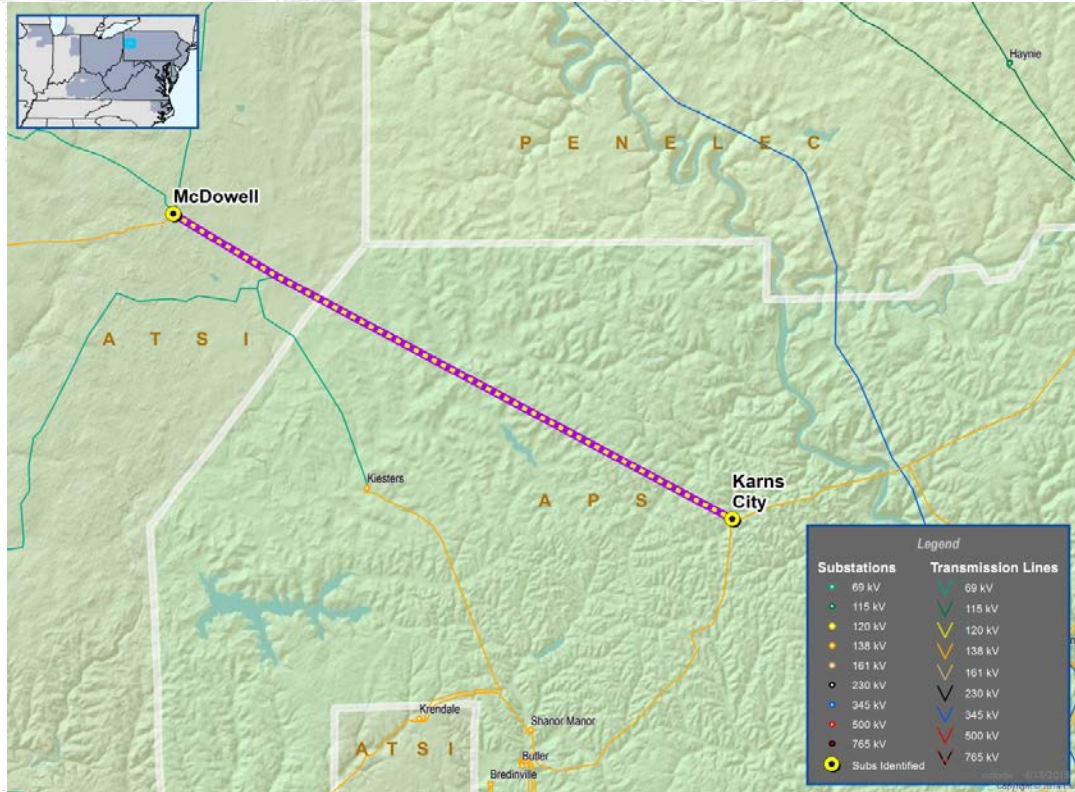 Haynie
P E N E L E C
McDowell
A T S I
Kiesters
Karns
City
A P S
Krendale
Shanor Manor
A T S I
Butler
Bredinville
Legend
Substations
Transmission Lines
69 kV
69 kV
115 kV
115 kV
120 kV
120 kV
138 kV
138 kV
161 kV
161 kV
230 kV
230 kV
345 kV
345 kV
500 kV
500 kV
765 kV
765 kV
Subs Identified